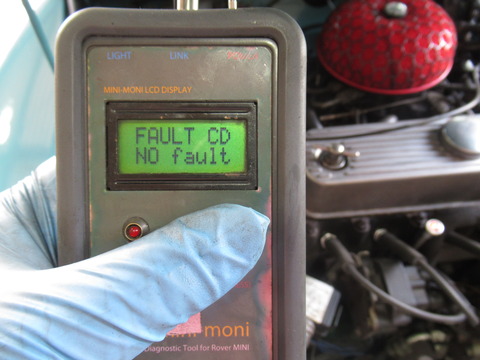 LIGHT LINK
MINI-MONI LCD DISPLAY
FAULT CD
NO fault
moni
Diagnostic Tool for Rover MINI